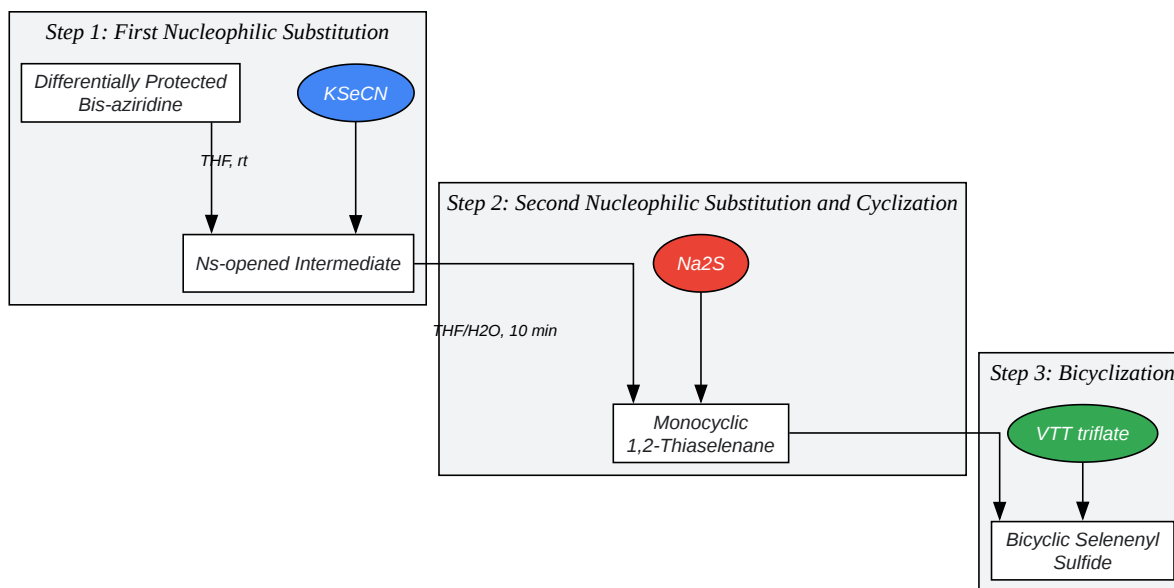 Step 1: First Nucleophilic Substitution
Differentially Protected
Bis-aziridine
KSeCN
THF, rt
Ns-opened Intermediate
Step 2: Second Nucleophilic Substitution and Cyclization
Na2S
THF/H2O, 10 min
Monocyclic
1,2-Thiaselenane
Step 3: Bicyclization
VTT triflate
Bicyclic Selenenyl
Sulfide